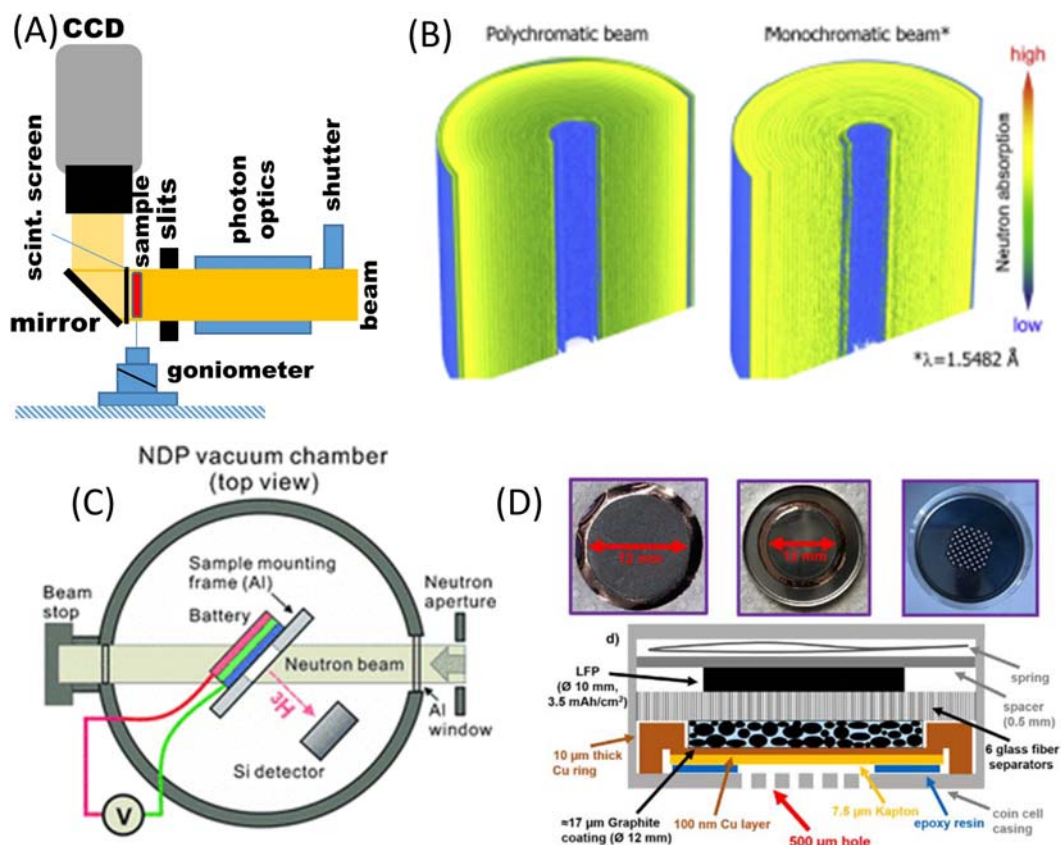 (A)
CCD
scint. screen
sample
slits
photon
optics
shutter
beam
mirror
goniometer
(B)
Polychromatic beam
Monochromatic beam*
high
Neutron absorption
low
*λ=1.5482 Å
(C)
NDP vacuum chamber
(top view)
Sample mounting
frame (Al)
Neutron
aperture
Beam
stop
Battery
Neutron beam
³H
Al
window
Si detector
V
(D)
12 mm
d)
LFP
(Ø 10 mm,
3.5 mAh/cm²)
spring
spacer
(0.5 mm)
10 µm thick
Cu ring
6 glass fiber
separators
≈17 µm Graphite
coating (Ø 12 mm)
100 nm Cu layer
7.5 µm Kapton
epoxy resin
coin cell
casing
500 µm hole